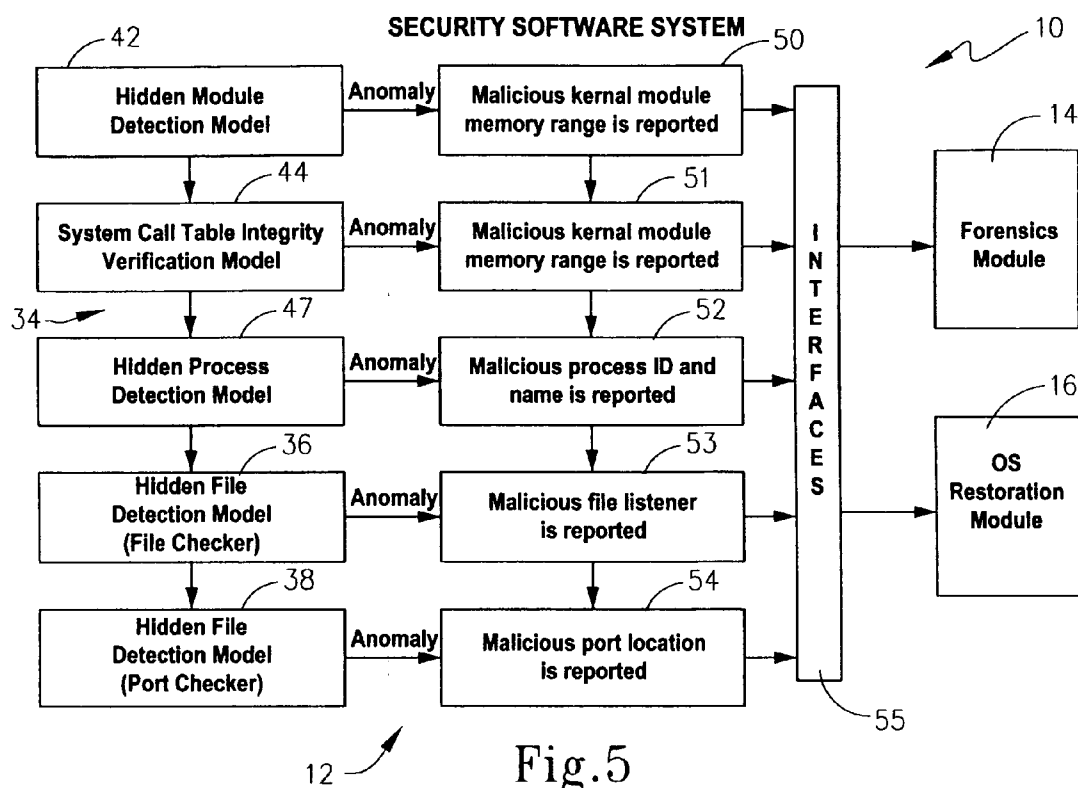 SECURITY SOFTWARE SYSTEM
10
42
Hidden Module
Detection Model
Anomaly
50
Malicious kernal module
memory range is reported
44
System Call Table Integrity
Verification Model
Anomaly
51
Malicious kernal module
memory range is reported
34
47
Hidden Process
Detection Model
Anomaly
52
Malicious process ID and
name is reported
36
Hidden File
Detection Model
(File Checker)
Anomaly
53
Malicious file listener
is reported
38
Hidden File
Detection Model
(Port Checker)
Anomaly
54
Malicious port location
is reported
INTERFACES
55
14
Forensics
Module
16
OS
Restoration
Module
12
Fig.5